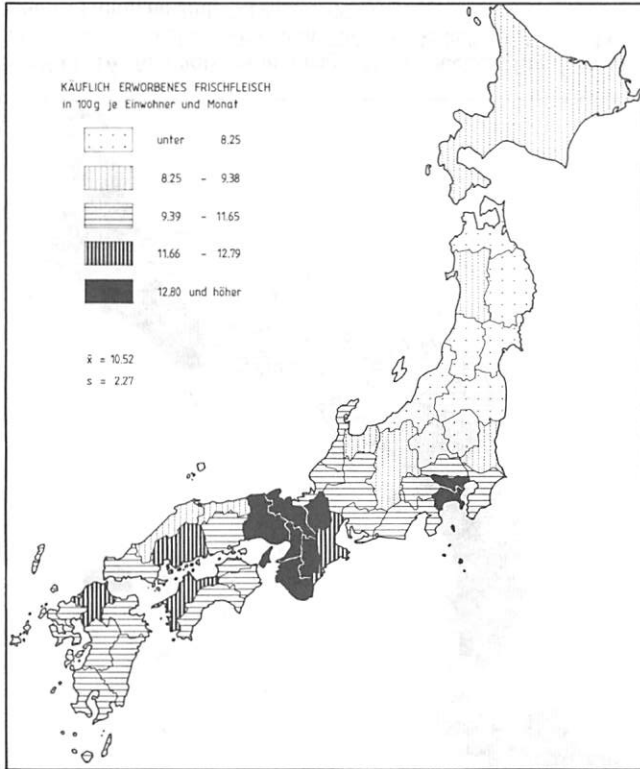 KÄUFLICH ERWORBENES FRISCHFLEISCH
in 100g je Einwohner und Monat
unter 8.25
8.25 - 9.38
9.39 - 11.65
11.66 - 12.79
12.80 und höher
x̄ = 10.52
s = 2.27